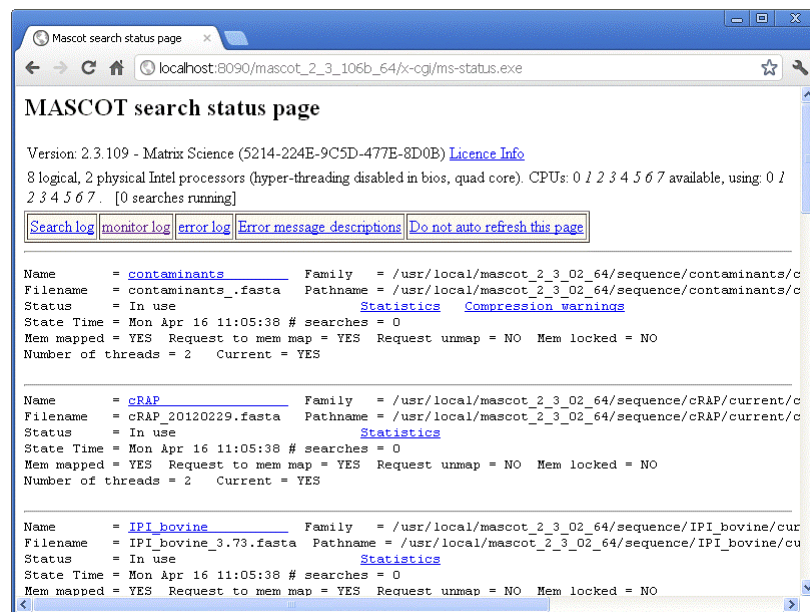 Mascot search status page
localhost:8090/mascot_2_3_106b_64/x-cgi/ms-status.exe
MASCOT search status page
Version: 2.3.109 - Matrix Science (5214-224E-9C5D-477E-8D0B) Licence Info
8 logical, 2 physical Intel processors (hyper-threading disabled in bios, quad core). CPUs: 0 1 2 3 4 5 6 7 available, using: 0 1
2 3 4 5 6 7 . [0 searches running]
Search log monitor log error log Error message descriptions Do not auto refresh this page
Name = contaminants Family = /usr/local/mascot_2_3_02_64/sequence/contaminants/c
Filename = contaminants_.fasta Pathname = /usr/local/mascot_2_3_02_64/sequence/contaminants/c
Status = In use Statistics Compression warnings
State Time = Mon Apr 16 11:05:38 # searches = 0
Mem mapped = YES Request to mem map = YES Request unmap = NO Mem locked = NO
Number of threads = 2 Current = YES
Name = cRAP Family = /usr/local/mascot_2_3_02_64/sequence/cRAP/current/c
Filename = cRAP_20120229.fasta Pathname = /usr/local/mascot_2_3_02_64/sequence/cRAP/current/c
Status = In use Statistics
State Time = Mon Apr 16 11:05:38 # searches = 0
Mem mapped = YES Request to mem map = YES Request unmap = NO Mem locked = NO
Number of threads = 2 Current = YES
Name = IPI_bovine Family = /usr/local/mascot_2_3_02_64/sequence/IPI_bovine/cur
Filename = IPI_bovine_3.73.fasta Pathname = /usr/local/mascot_2_3_02_64/sequence/IPI_bovine/cu
Status = In use Statistics
State Time = Mon Apr 16 11:05:38 # searches = 0
Mem mapped = YES Request to mem map = YES Request unmap = NO Mem locked = NO